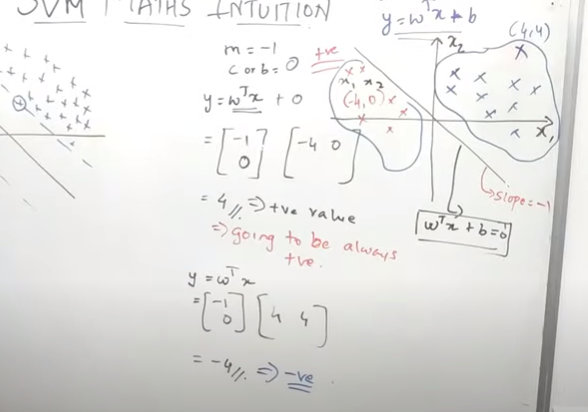 SVM MATHS INTUITION
m = -1
C or b = 0
y = wᵀx + 0
= [-1 0] [-4 0]
= 4 // ⇒ +ve value
⇒ going to be always
+ve.
y = wᵀx
= [-1 0] [4 4]
= -4 // ⇒ -ve
y = wᵀx + b
(4,4)
x₂
+ve
x₁ x₂
(-4,0)
x₁
slope = -1
wᵀx + b = 0